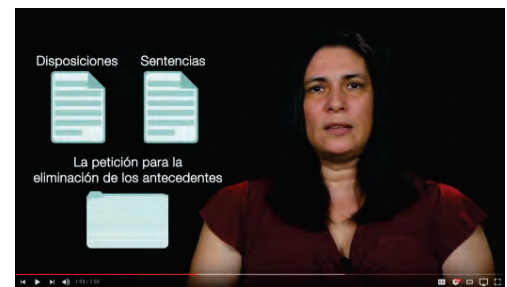 Disposiciones Sentencias
La petición para la
eliminación de los antecedentes